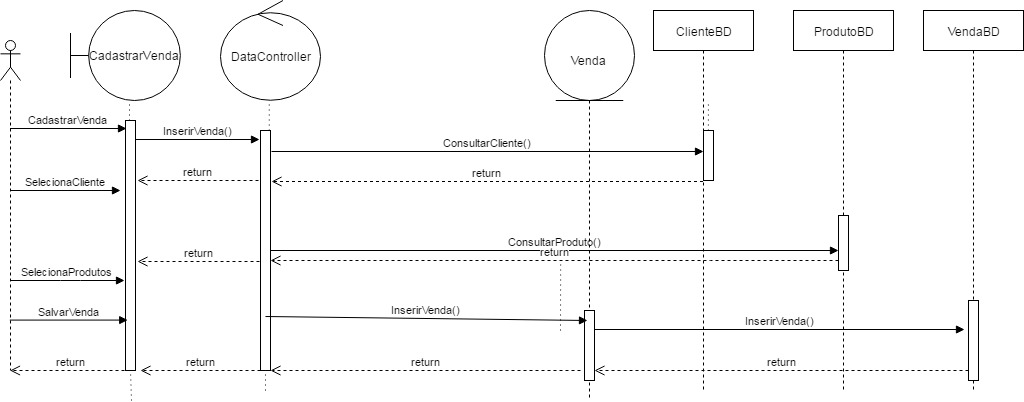 ClienteBD
ProdutoBD
VendaBD
CadastrarVenda
DataController
Venda
CadastrarVenda
InserirVenda()
ConsultarCliente()
return
return
SelecionaCliente
ConsultarProduto()
return
return
SelecionaProdutos
SalvarVenda
InserirVenda()
InserirVenda()
return
return
return
return